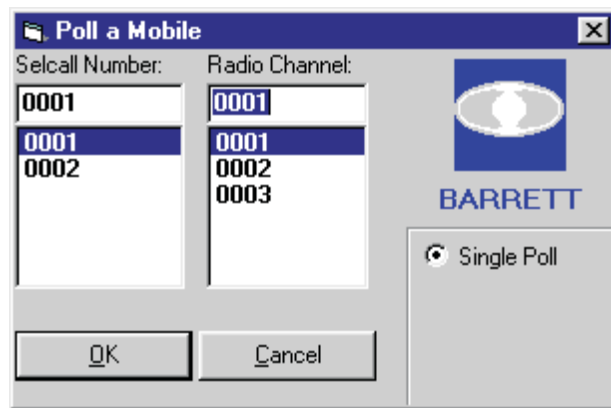 Poll a Mobile
Selcall Number:
Radio Channel:
0001
0001
0001
0002
0001
0002
0003
BARRETT
Single Poll
OK
Cancel